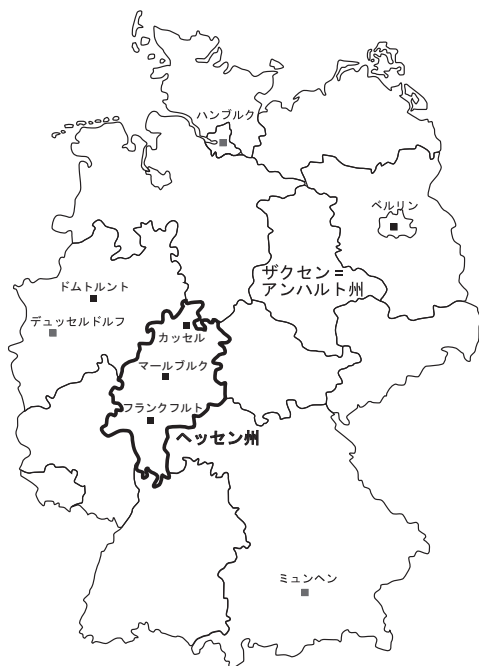 ハンブルク
ベルリン
ザクセン=
アンハルト州
ドムトルント
デュッセルドルフ
カッセル
マールブルク
フランクフルト
ヘッセン州
ミュンヘン